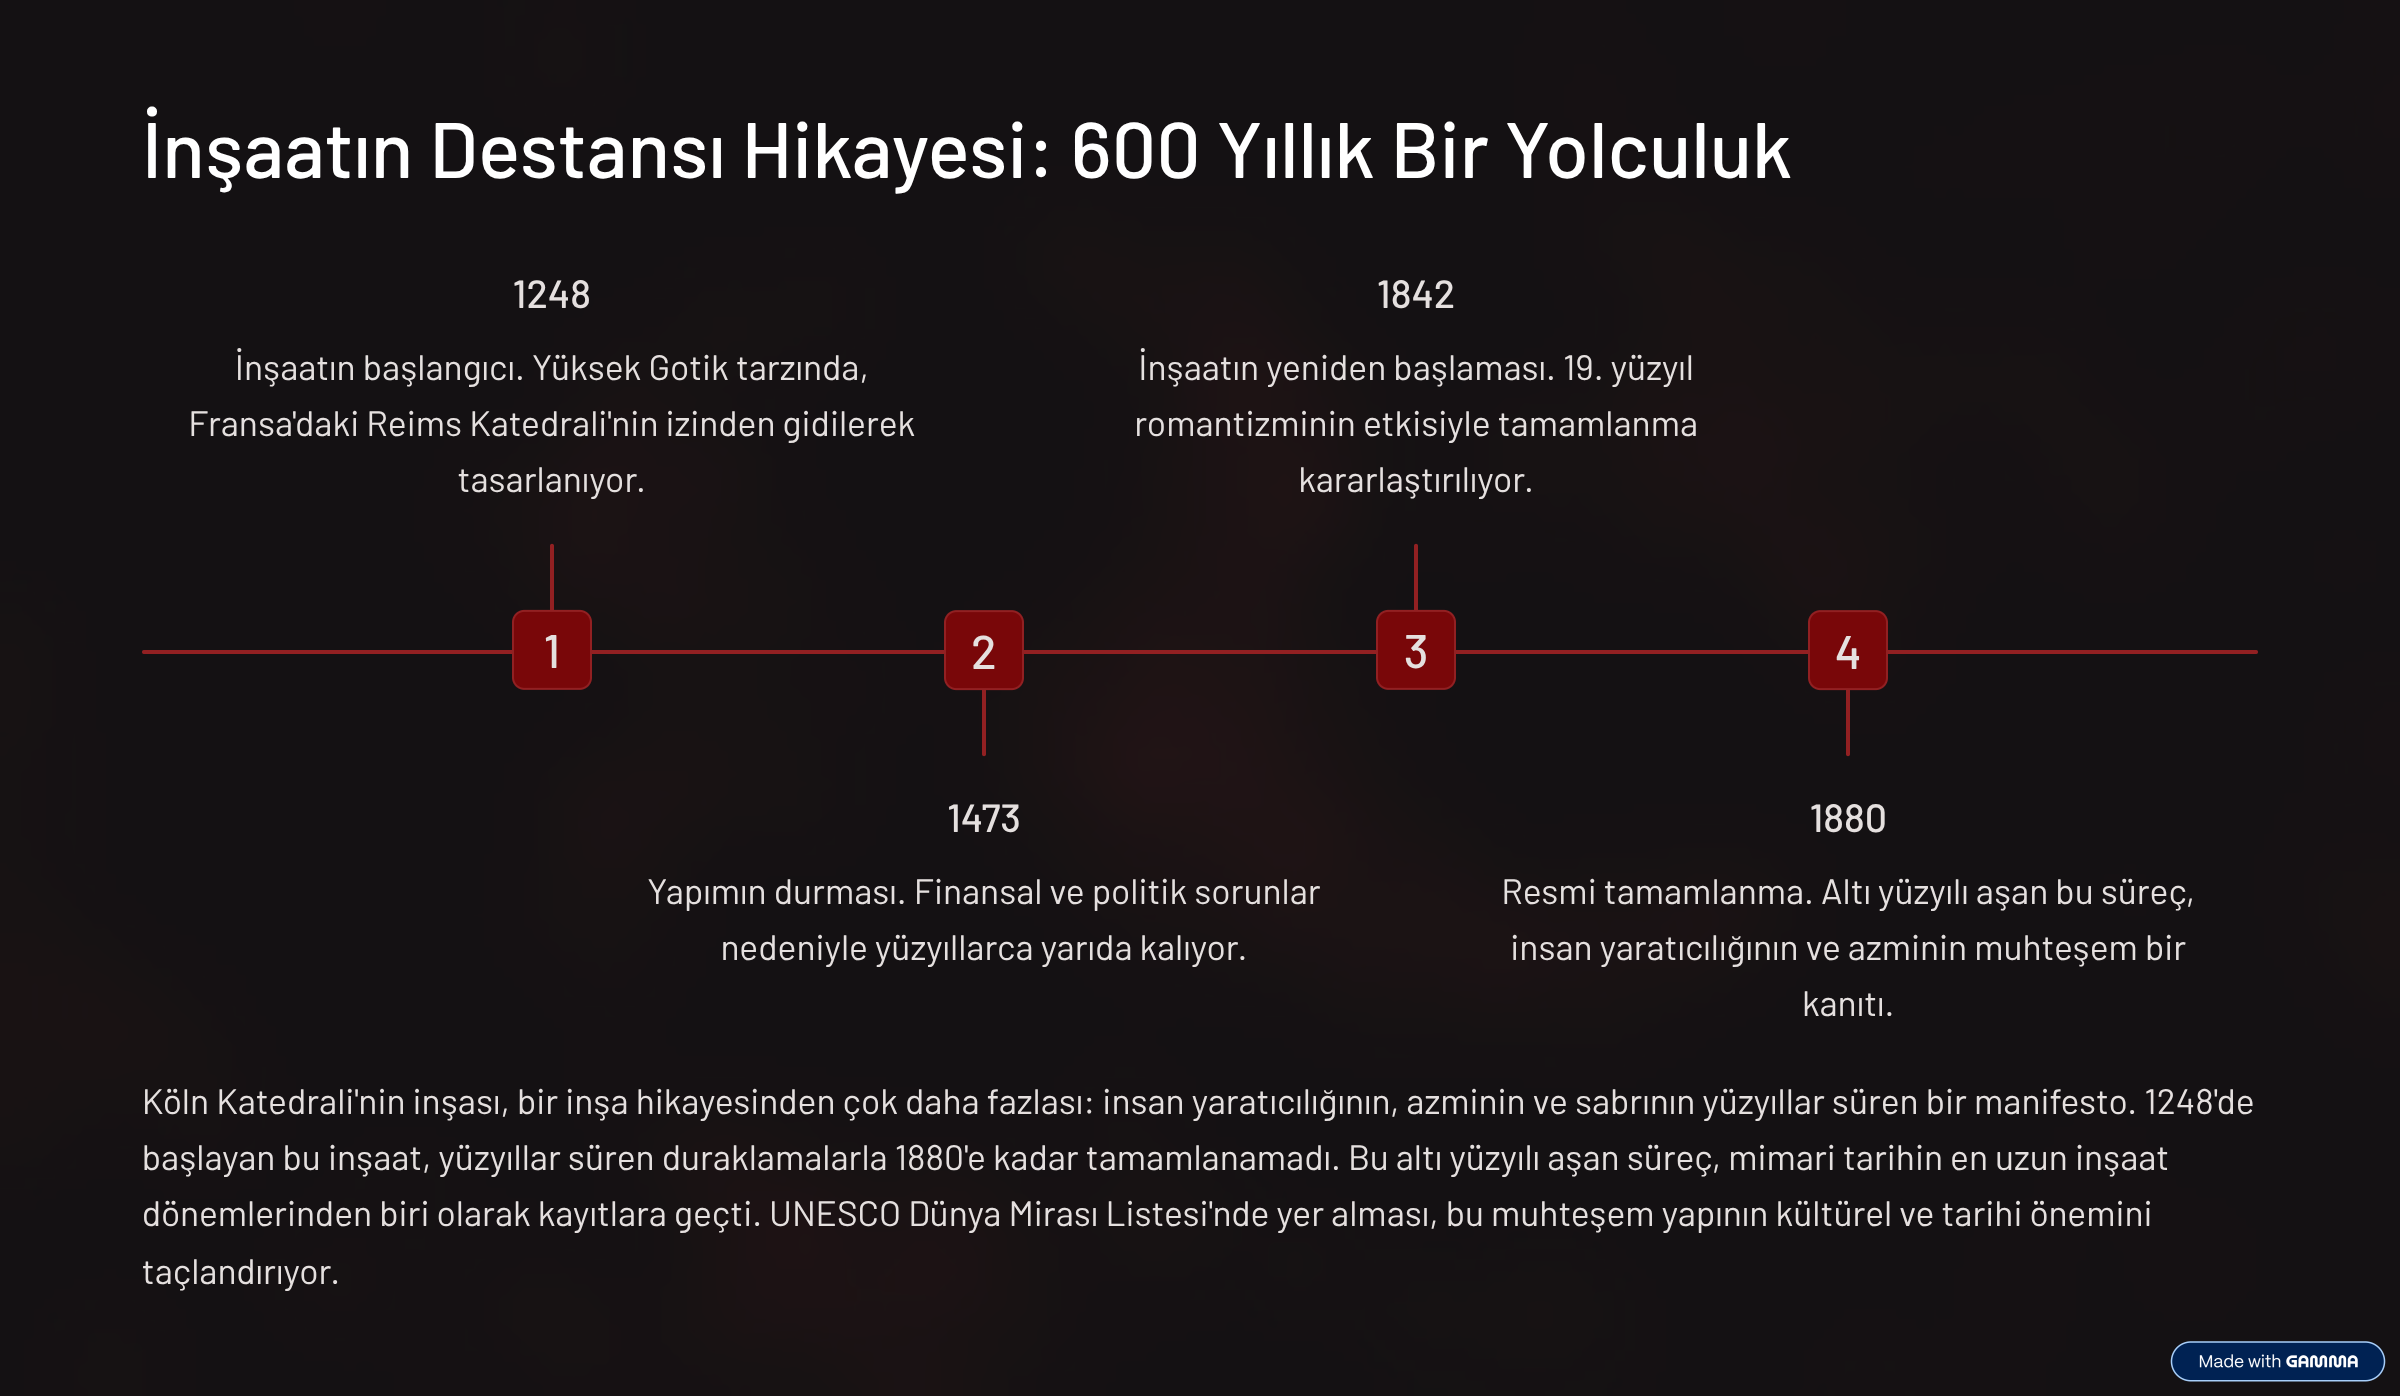 İnşaatın Destansı Hikayesi: 600 Yıllık Bir Yolculuk
1248
İnşaatın başlangıcı. Yüksek Gotik tarzında,
Fransa'daki Reims Katedrali'nin izinden gidilerek
tasarlanıyor.
1842
İnşaatın yeniden başlaması. 19. yüzyıl
romantizminin etkisiyle tamamlanma
kararlaştırılıyor.
1
2
3
4
1473
Yapımın durması. Finansal ve politik sorunlar
nedeniyle yüzyıllarca yarıda kalıyor.
1880
Resmi tamamlanma. Altı yüzyılı aşan bu süreç,
insan yaratıcılığının ve azminin muhteşem bir
kanıtı.
Köln Katedrali'nin inşası, bir inşa hikayesinden çok daha fazlası: insan yaratıcılığının, azminin ve sabrının yüzyıllar süren bir manifesto. 1248'de
başlayan bu inşaat, yüzyıllar süren duraklamalarla 1880'e kadar tamamlanamadı. Bu altı yüzyılı aşan süreç, mimari tarihin en uzun inşaat
dönemlerinden biri olarak kayıtlara geçti. UNESCO Dünya Mirası Listesi'nde yer alması, bu muhteşem yapının kültürel ve tarihi önemini
taçlandırıyor.
Made with GAMMA